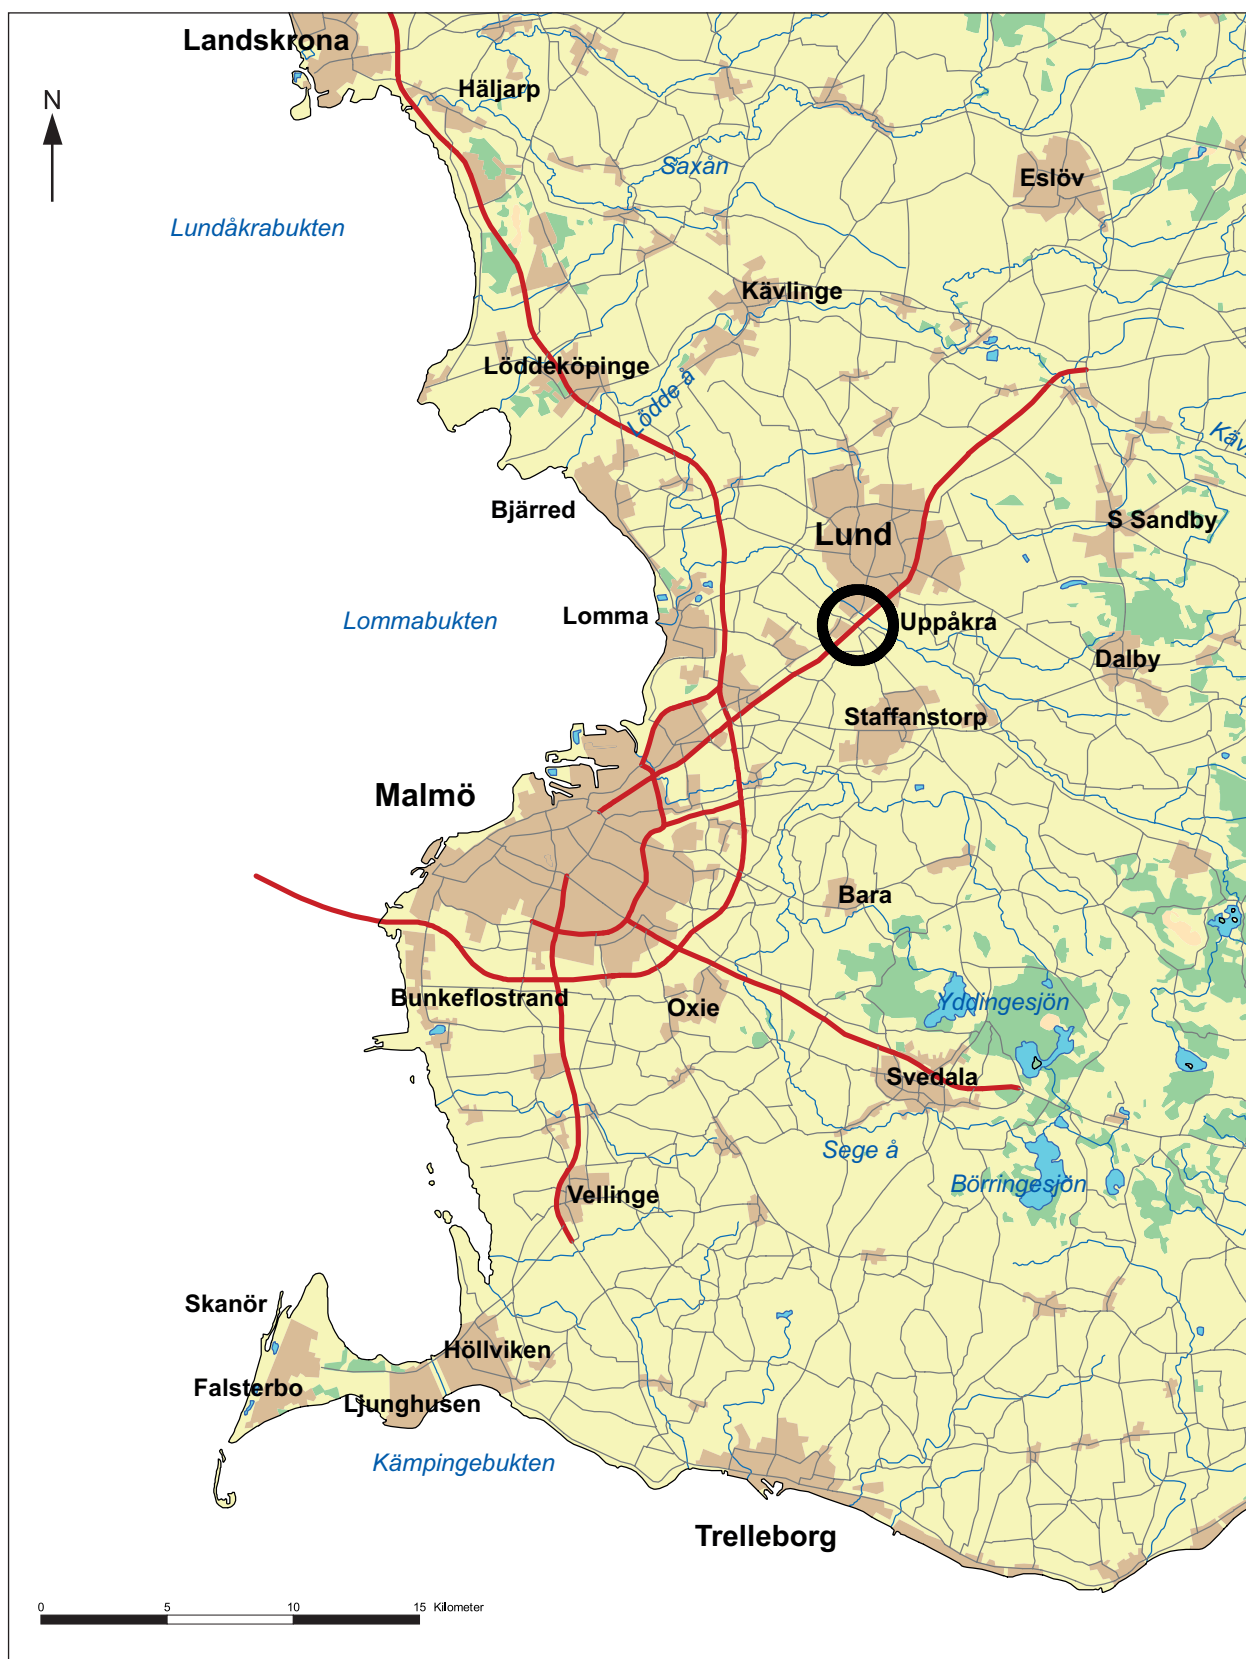 Landskrona
Häljarp
N
Saxån
Eslöv
Lundåkrabukten
Kävlinge
Löddeköpinge
Lödde å
Käv
Bjärred
S Sandby
Lund
Lomma
Lommabukten
Uppåkra
Dalby
Staffanstorp
Malmö
Bara
Bunkeflostrand
Oxie
Yddingesjön
Svedala
Sege å
Börringesjön
Vellinge
Skanör
Höllviken
Falsterbo
Ljunghusen
Kämpingebukten
Trelleborg
0 5 10 15 Kilometer